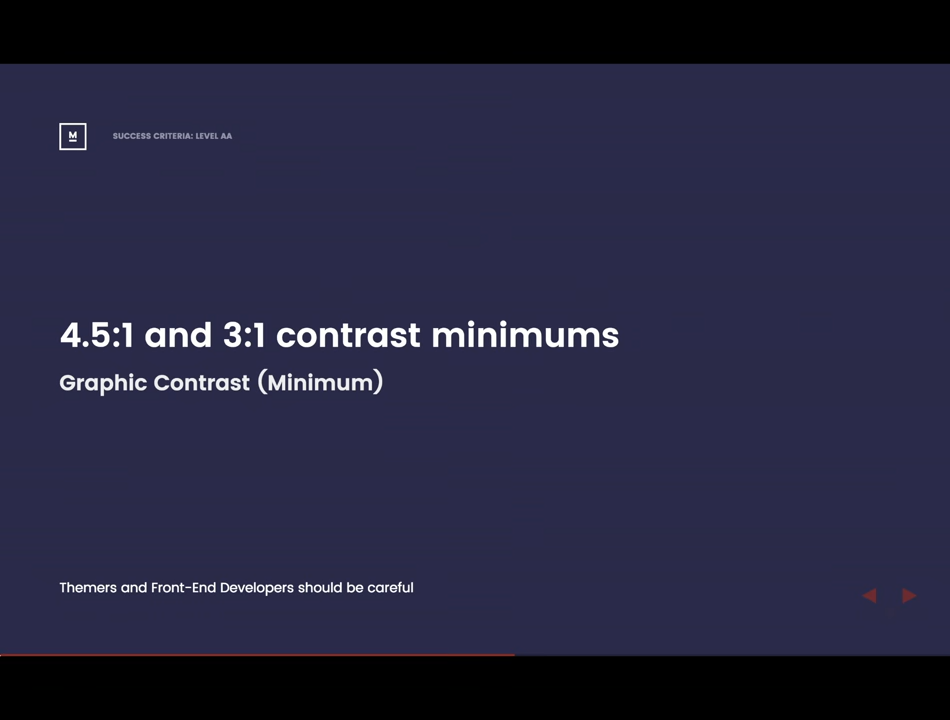 M
SUCCESS CRITERIA: LEVEL AA
4.5:1 and 3:1 contrast minimums
Graphic Contrast (Minimum)
Themers and Front-End Developers should be careful